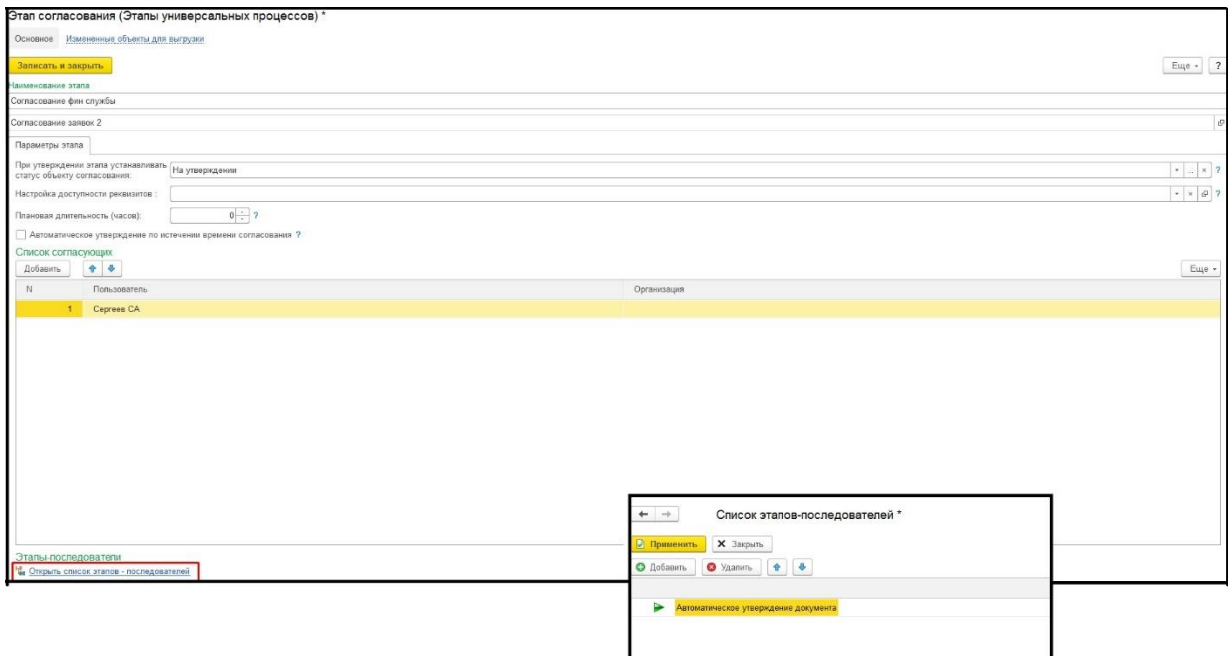 Этап согласования (Этапы универсальных процессов) *
Основное Измененные объекты для выгрузки
Записать и закрыть Еще ?
Наименование этапа
Согласование фин службы
Согласование заявок 2
Параметры этапа
При утверждении этапа устанавливать
статус объекту согласования: На утверждении ... × ?
Настройка доступности реквизитов : × ?
Плановая длительность (часов): 0 ?
Автоматическое утверждение по истечении времени согласования ?
Список согласующих
Добавить Еще
N Пользователь Организация
1 Сергеев СА
Этапы-последователи
Открыть список этапов - последователей
Список этапов-последователей *
Применить Закрыть
Добавить Удалить
Автоматическое утверждение документа